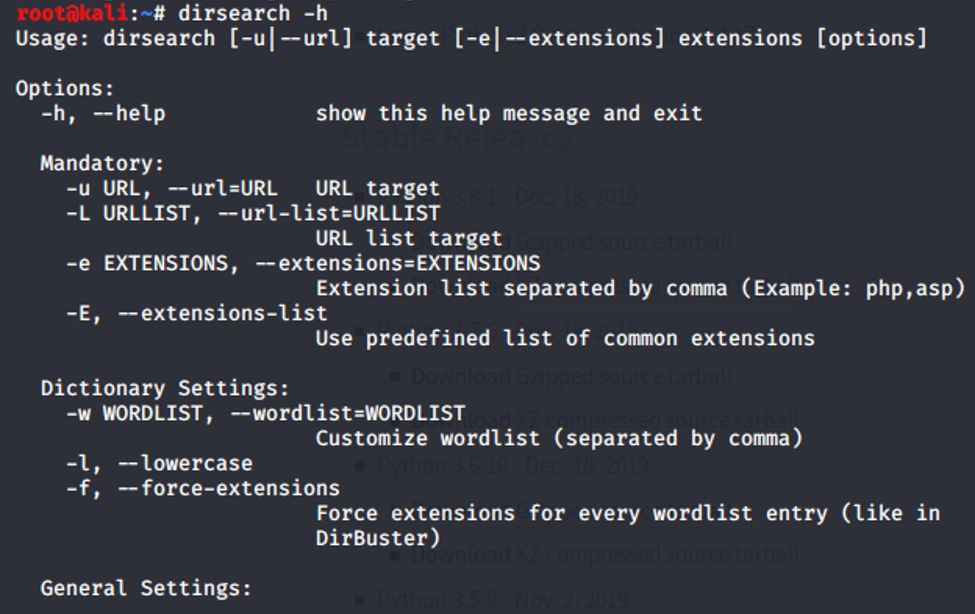 root@kali:~# dirsearch -h
Usage: dirsearch [-u|--url] target [-e|--extensions] extensions [options]
Options:
-h, --help show this help message and exit
Stable Releases
Mandatory:
-u URL, --url=URL URL target
3.8.1 - Dec. 18. 2019
-L URLLIST, --url-list=URLLIST
URL list target
Gzipped source tarball
-e EXTENSIONS, --extensions=EXTENSIONS
Extension list separated by comma (Example: php,asp)
-E, --extensions-list
Use predefined list of common extensions
Download Gzipped source tarball
Dictionary Settings:
-w WORDLIST, --wordlist=WORDLIST
Download XZ compressed source tarball
Customize wordlist (separated by comma)
-l, --lowercase
Python 3.6.10 - Dec. 18, 2019
-f, --force-extensions
Force extensions for every wordlist entry (like in
DirBuster)
Download XZ compressed source tarball
General Settings:
Python 3.5.9 - Nov. 2, 2019